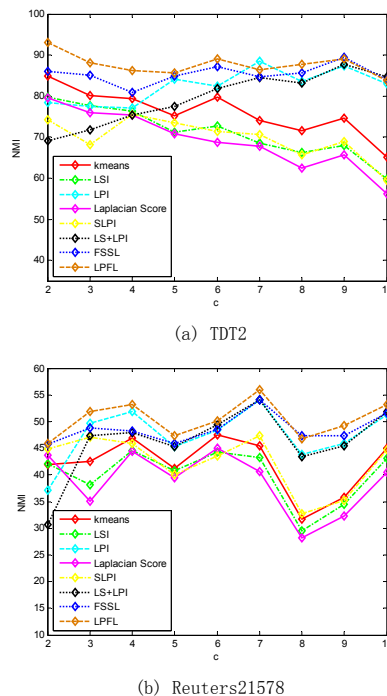 100
90
80
70
60
50
40
NMI
kmeans
LSI
LPI
Laplacian Score
SLPI
LS+LPI
FSSL
LPFL
2 3 4 5 6 7 8 9 1
c
(a) TDT2
60
55
50
45
40
35
30
25
20
15
10
NMI
kmeans
LSI
LPI
Laplacian Score
SLPI
LS+LPI
FSSL
LPFL
2 3 4 5 6 7 8 9 1
c
(b) Reuters21578